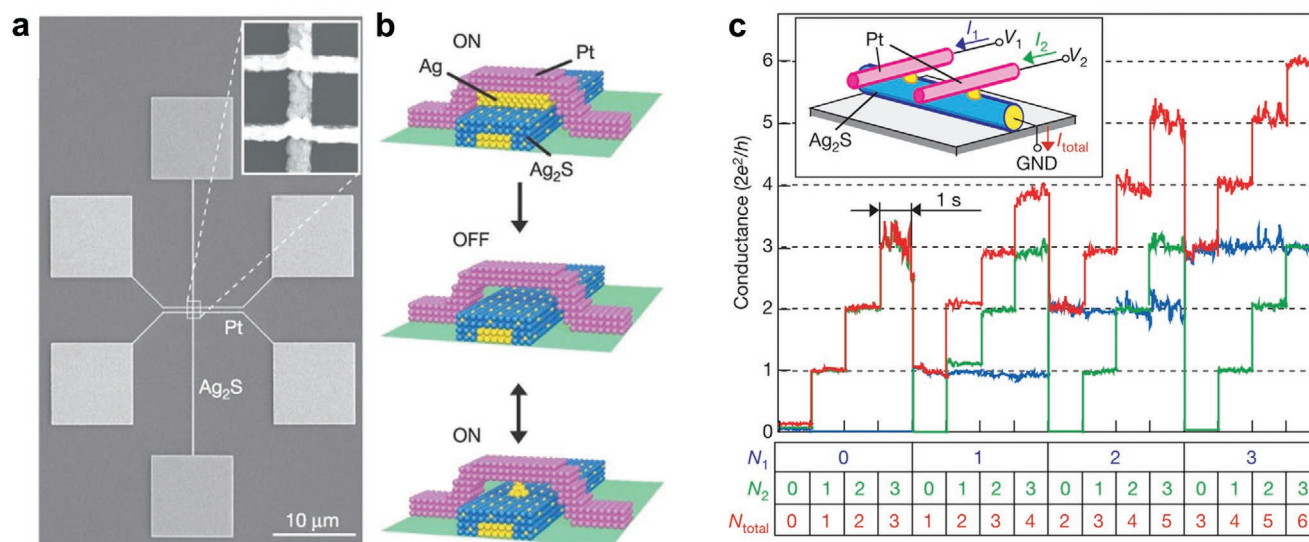 a
Pt
Ag₂S
10 μm
b
ON
Pt
Ag
Ag₂S
OFF
ON
c
Conductance (2e²/h)
6
5
4
3
2
1
0
Pt
I₁
V₁
I₂
V₂
Ag₂S
I_total
GND
1 s
N₁ 0 1 2 3
N₂ 0 1 2 3 0 1 2 3 0 1 2 3 0 1 2 3
N_total 0 1 2 3 1 2 3 4 2 3 4 5 3 4 5 6